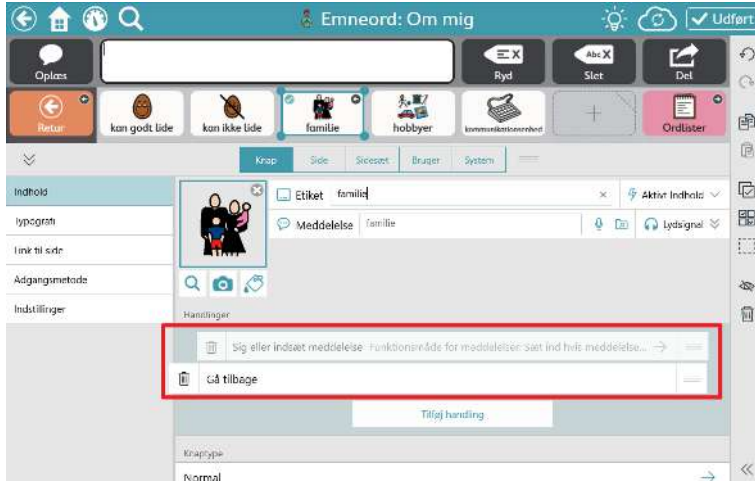 Emneord: Om mig
Udført
Oplæs
Ryd
Abc
Slet
Del
Retur
kan godt lide
kan ikke lide
familie
hobbyer
kommunikationsenhed
Ordlister
Knap
Side
Sidesæt
Bruger
System
Indhold
Typografi
Link til side
Adgangsmetode
Indstillinger
Etiket familie
Aktivt Indhold
Meddelelse familie
Lydsignal
Handlinger
Sig eller indsæt meddelelse Funktionsmåde for meddelelser: Sæt ind hvis meddelelse...
Gå tilbage
Tilføj handling
Knaptype
Normal